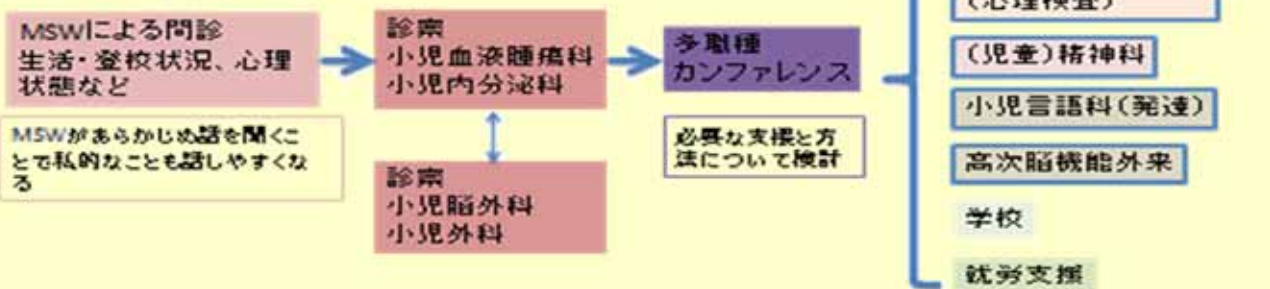 MSWによる問診
生活・登校状況、心理
状態など
MSWがあらかじめ話を聞くこ
とで私的なことも話しやすくな
る
診察
小児血液腫瘍科
小児内分泌科
診察
小児脳外科
小児外科
多職種
カンファレンス
必要な支援と方
法について検討
(心理検査)
(児童)精神科
小児言語科(発達)
高次脳機能外来
学校
就労支援